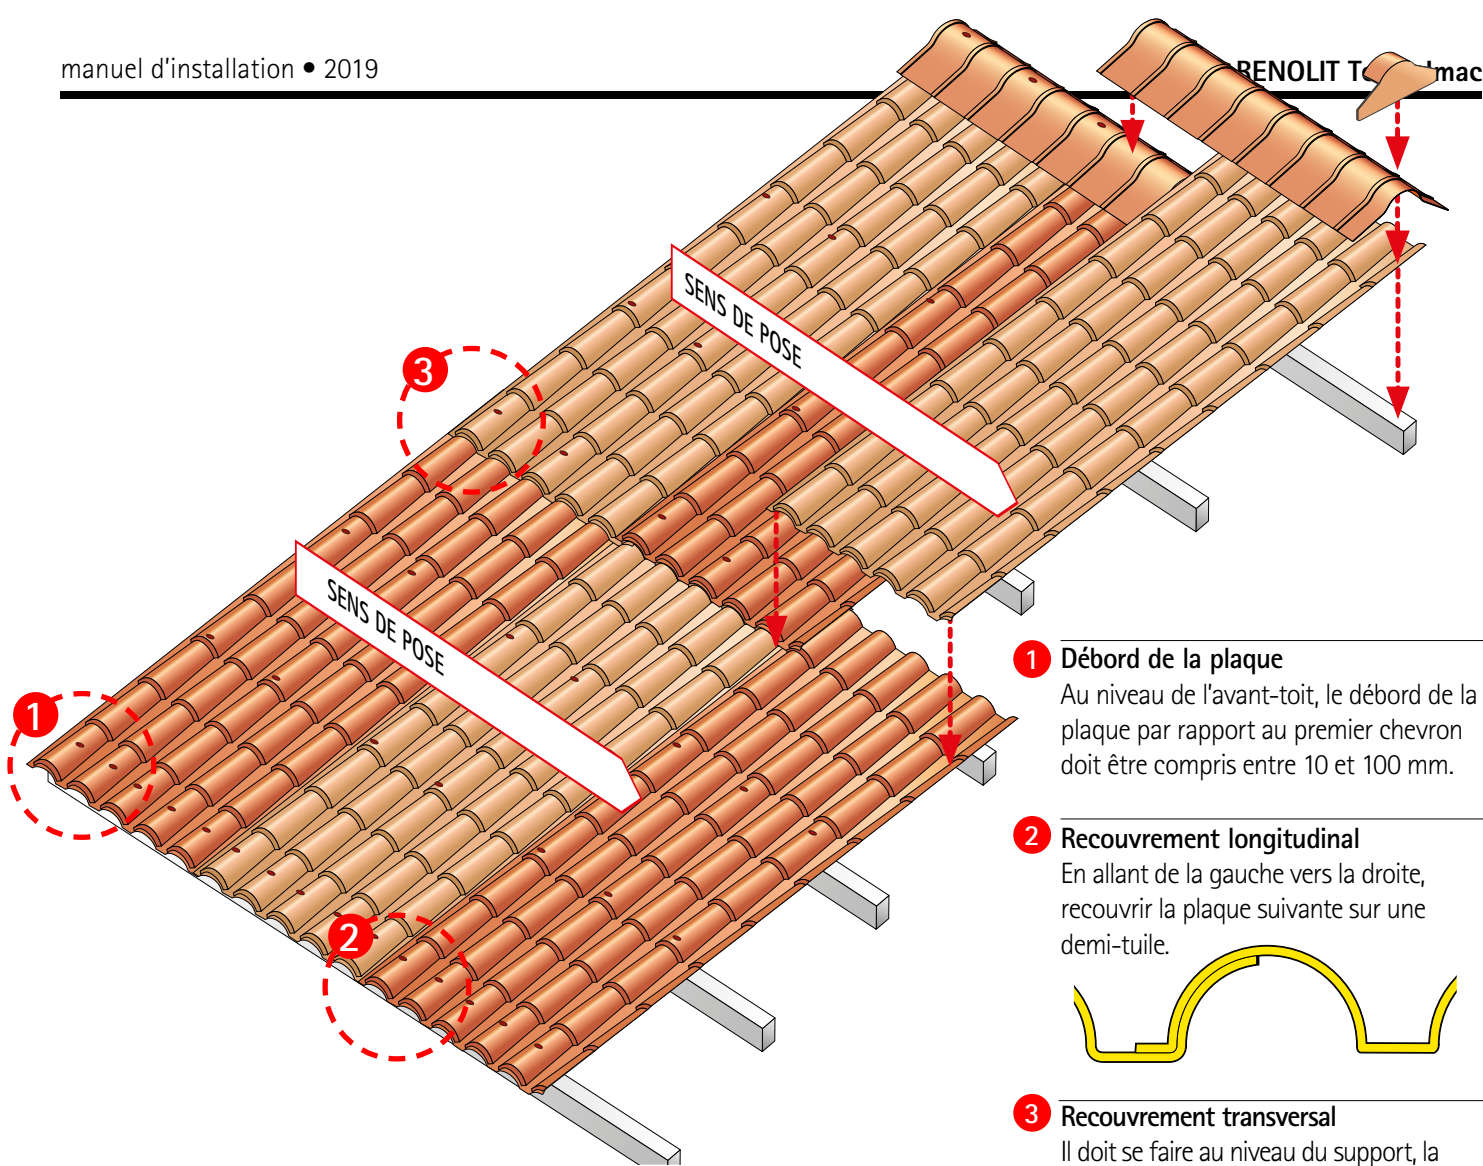 manuel d'installation • 2019
RENOLIT
SENS DE POSE
3
SENS DE POSE
1
2
1 Débord de la plaque
Au niveau de l'avant-toit, le débord de la
plaque par rapport au premier chevron
doit être compris entre 10 et 100 mm.
2 Recouvrement longitudinal
En allant de la gauche vers la droite,
recouvrir la plaque suivante sur une
demi-tuile.
3 Recouvrement transversal
Il doit se faire au niveau du support, la